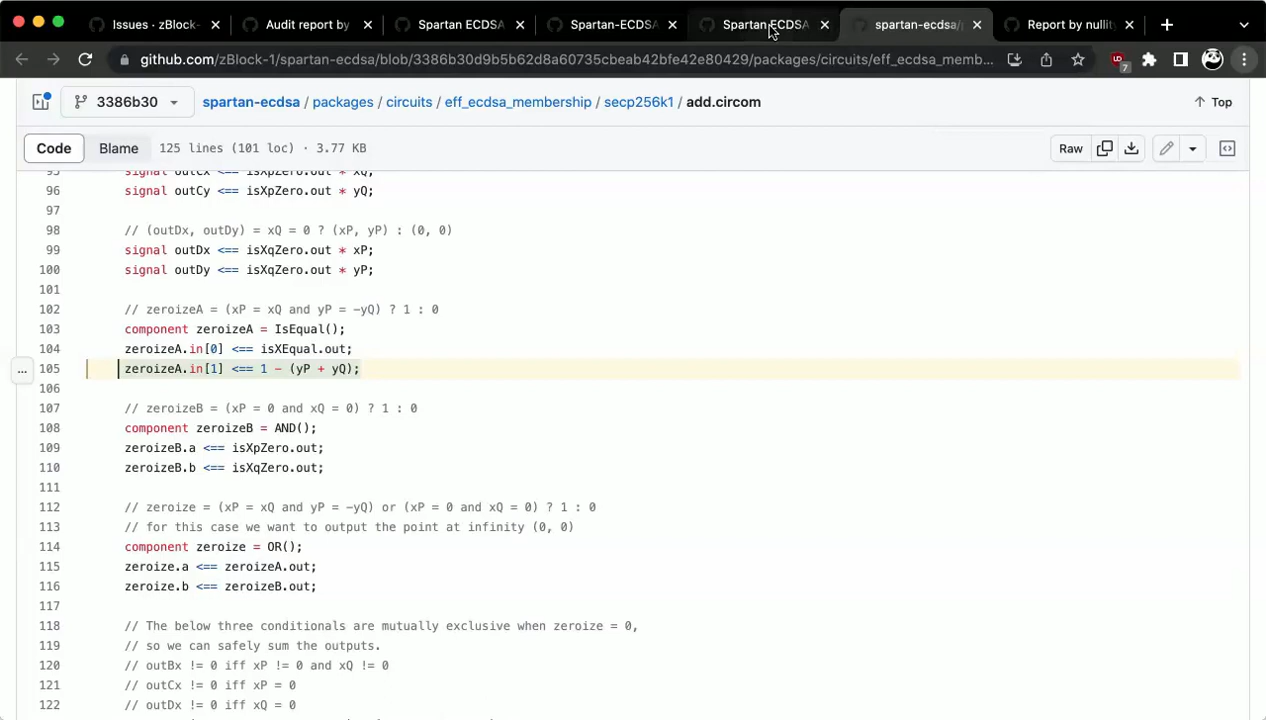 Issues · zBlock-
Audit report by
Spartan ECDSA
Spartan-ECDSA
Spartan ECDSA
spartan-ecdsa/
Report by nullit
github.com/zBlock-1/spartan-ecdsa/blob/3386b30d9b5b62d8a60735cbeab42bfe42e80429/packages/circuits/eff_ecdsa_memb…
7
3386b30
spartan-ecdsa / packages / circuits / eff_ecdsa_membership / secp256k1 / add.circom
Top
Code
Blame
125 lines (101 loc) · 3.77 KB
Raw
95 signal outCx <== isXpZero.out * xQ;
96 signal outCy <== isXpZero.out * yQ;
97
98 // (outDx, outDy) = xQ = 0 ? (xP, yP) : (0, 0)
99 signal outDx <== isXqZero.out * xP;
100 signal outDy <== isXqZero.out * yP;
101
102 // zeroizeA = (xP = xQ and yP = -yQ) ? 1 : 0
103 component zeroizeA = IsEqual();
104 zeroizeA.in[0] <== isXEqual.out;
... 105 zeroizeA.in[1] <== 1 - (yP + yQ);
106
107 // zeroizeB = (xP = 0 and xQ = 0) ? 1 : 0
108 component zeroizeB = AND();
109 zeroizeB.a <== isXpZero.out;
110 zeroizeB.b <== isXqZero.out;
111
112 // zeroize = (xP = xQ and yP = -yQ) or (xP = 0 and xQ = 0) ? 1 : 0
113 // for this case we want to output the point at infinity (0, 0)
114 component zeroize = OR();
115 zeroize.a <== zeroizeA.out;
116 zeroize.b <== zeroizeB.out;
117
118 // The below three conditionals are mutually exclusive when zeroize = 0,
119 // so we can safely sum the outputs.
120 // outBx != 0 iff xP != 0 and xQ != 0
121 // outCx != 0 iff xP = 0
122 // outDx != 0 iff xQ = 0